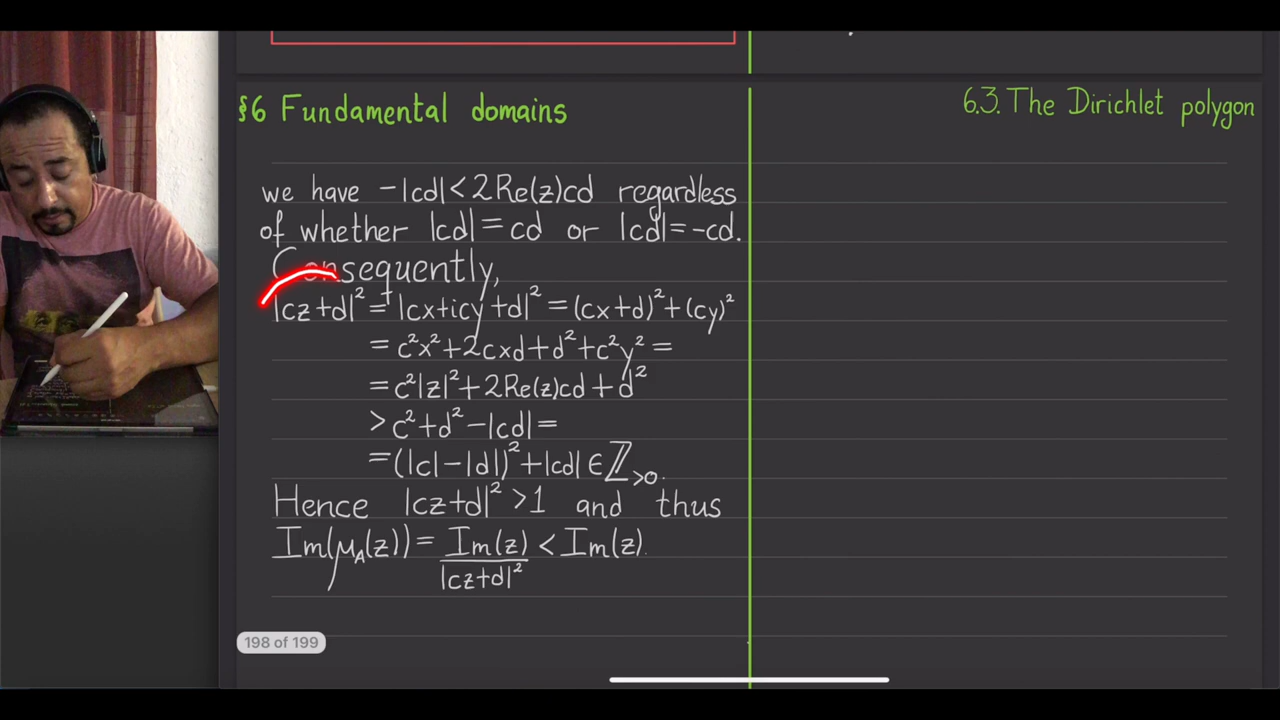 §6 Fundamental domains
6.3. The Dirichlet polygon
we have -|cd| < 2Re(z)cd regardless
of whether |cd| = cd or |cd| = -cd.
Consequently,
|cz+d|² = |cx+icy+d|² = (cx+d)²+(cy)²
= c²x²+2cxd+d²+c²y² =
= c²|z|²+2Re(z)cd+d²
> c²+d²-|cd| =
= (|c|-|d|)²+|cd| ∈ ℤ>0.
Hence |cz+d|² > 1 and thus
Im(μ_A(z)) = Im(z)/|cz+d|² < Im(z).
198 of 199